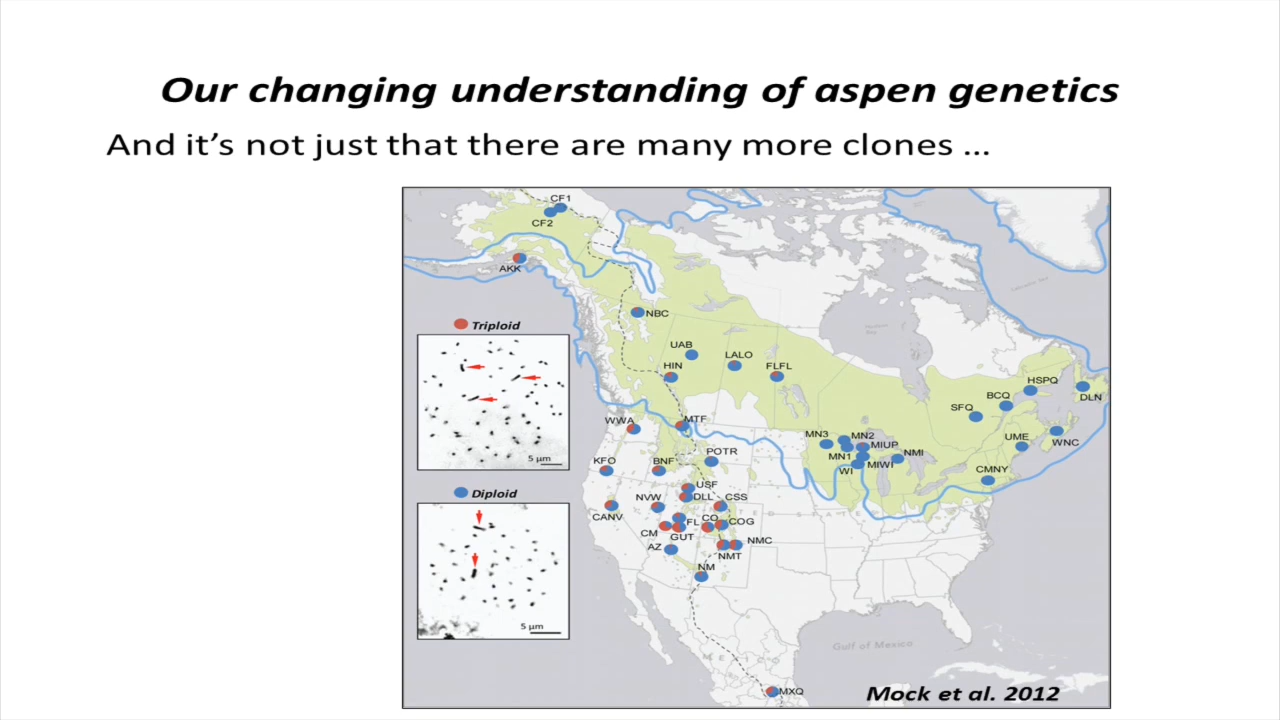 Our changing understanding of aspen genetics
And it's not just that there are many more clones ...
CF1
CF2
AKK
NBC
Triploid
UAB
LALO
HIN
FLFL
HSPQ
BCQ
DLN
SFQ
WWA
MTF
MN3
MN2
UME
WNC
MIUP
POTR
MN1
NMI
KFO
BNF
WI
MIWI
CMNY
5 µm
USF
Diploid
NVW
DLL
CSS
CANV
CO
COG
FL
CM
GUT
AZ
NMC
NMT
NM
5 µm
Gulf of Mexico
MEXICO
MXQ
Mock et al. 2012